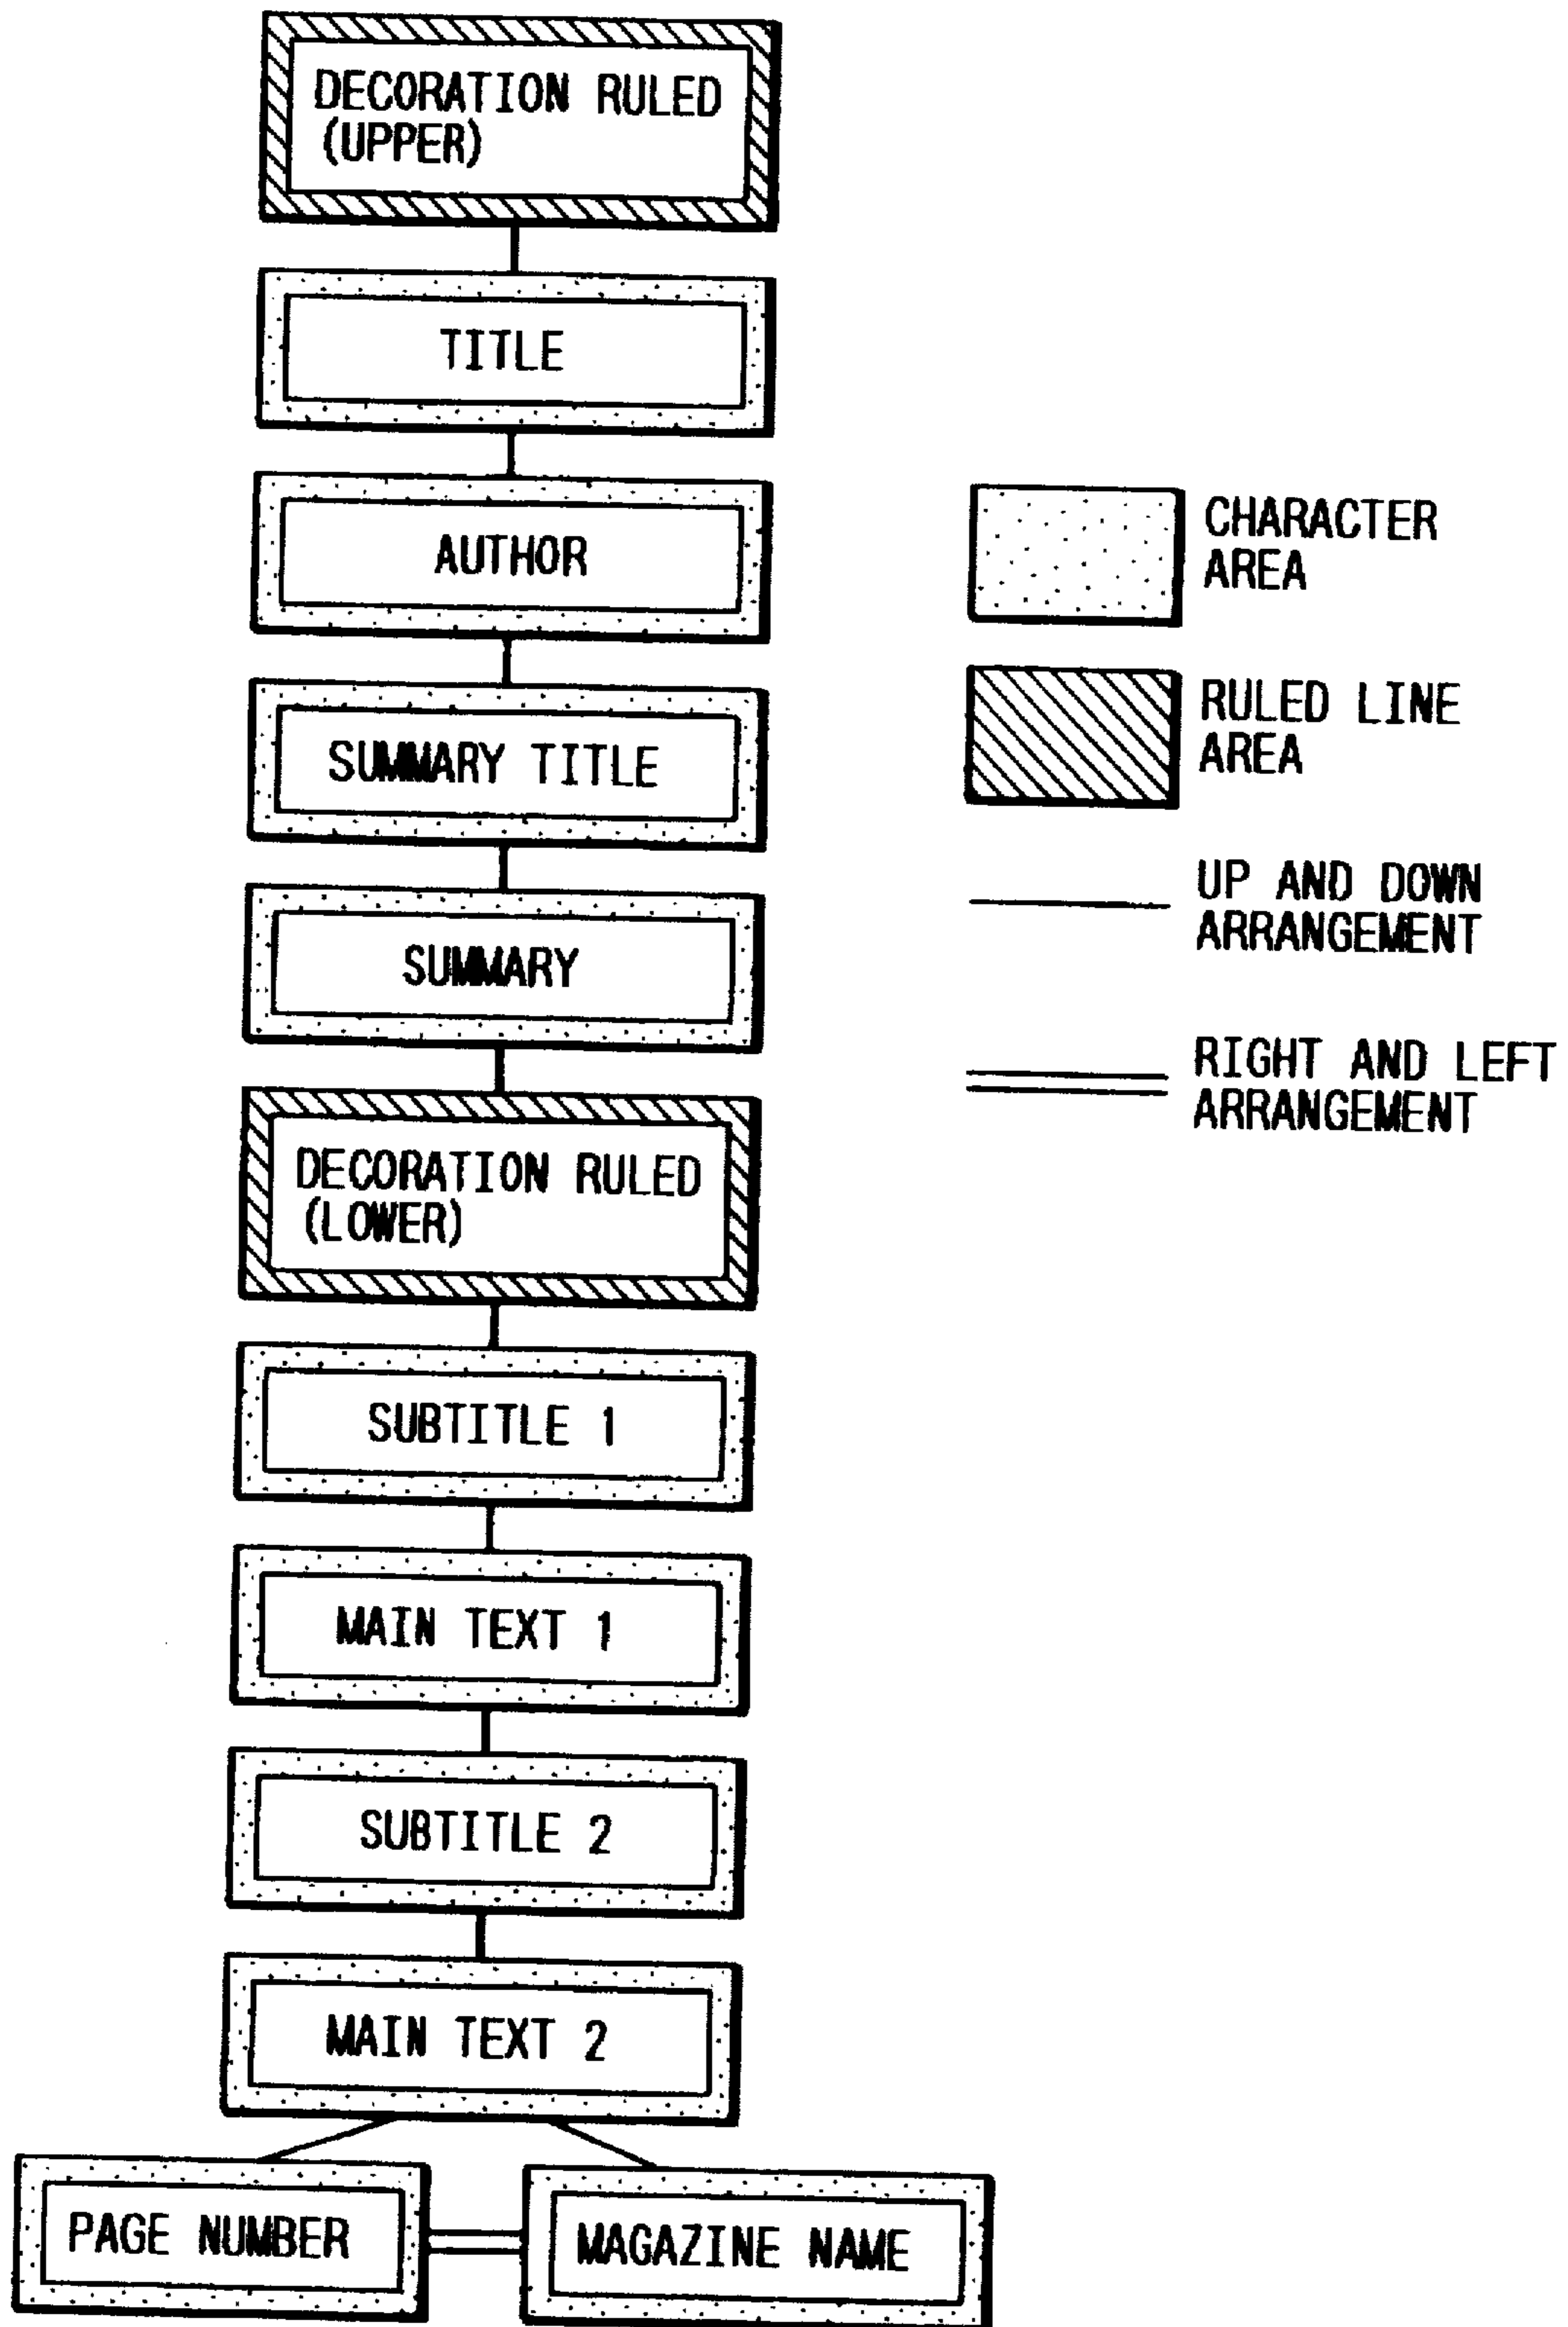 DECORATION RULED
(UPPER)
TITLE
AUTHOR
SUMMARY TITLE
SUMMARY
DECORATION RULED
(LOWER)
SUBTITLE 1
MAIN TEXT 1
SUBTITLE 2
MAIN TEXT 2
PAGE NUMBER
MAGAZINE NAME
CHARACTER
AREA
RULED LINE
AREA
UP AND DOWN
ARRANGEMENT
RIGHT AND LEFT
ARRANGEMENT